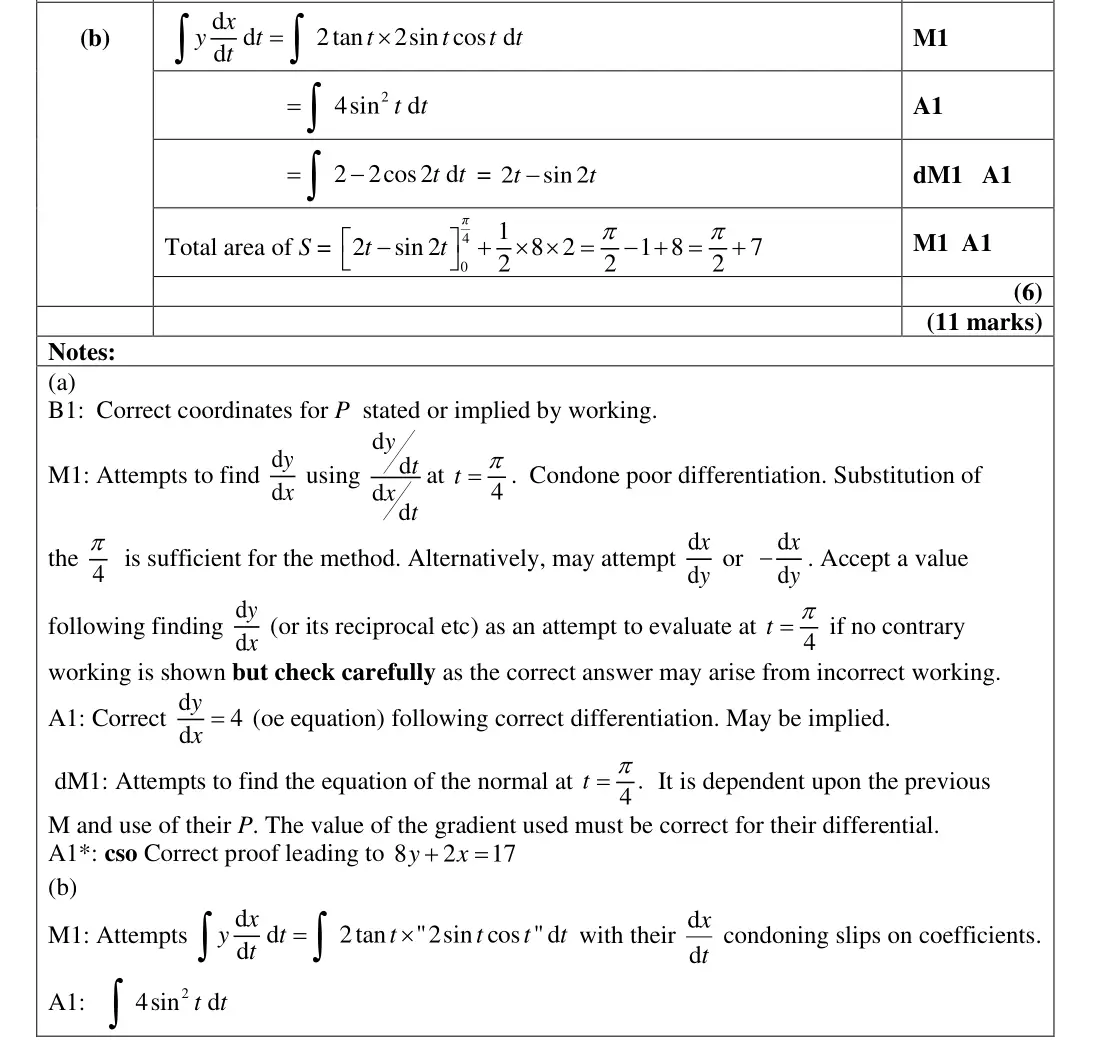 (b) ∫ y dx/dt dt = ∫ 2 tan t × 2 sin t cos t dt M1
= ∫ 4 sin² t dt A1
= ∫ 2 − 2 cos 2t dt = 2t − sin 2t dM1 A1
Total area of S = [2t − sin 2t]₀^(π/4) + 1/2 × 8 × 2 = π/2 − 1 + 8 = π/2 + 7 M1 A1
(6)
(11 marks)
Notes:
(a)
B1: Correct coordinates for P stated or implied by working.
M1: Attempts to find dy/dx using (dy/dt)/(dx/dt) at t = π/4. Condone poor differentiation. Substitution of
the π/4 is sufficient for the method. Alternatively, may attempt dx/dy or −dx/dy. Accept a value
following finding dy/dx (or its reciprocal etc) as an attempt to evaluate at t = π/4 if no contrary
working is shown but check carefully as the correct answer may arise from incorrect working.
A1: Correct dy/dx = 4 (oe equation) following correct differentiation. May be implied.
dM1: Attempts to find the equation of the normal at t = π/4. It is dependent upon the previous
M and use of their P. The value of the gradient used must be correct for their differential.
A1*: cso Correct proof leading to 8y + 2x = 17
(b)
M1: Attempts ∫ y dx/dt dt = ∫ 2 tan t × "2 sin t cos t" dt with their dx/dt condoning slips on coefficients.
A1: ∫ 4 sin² t dt